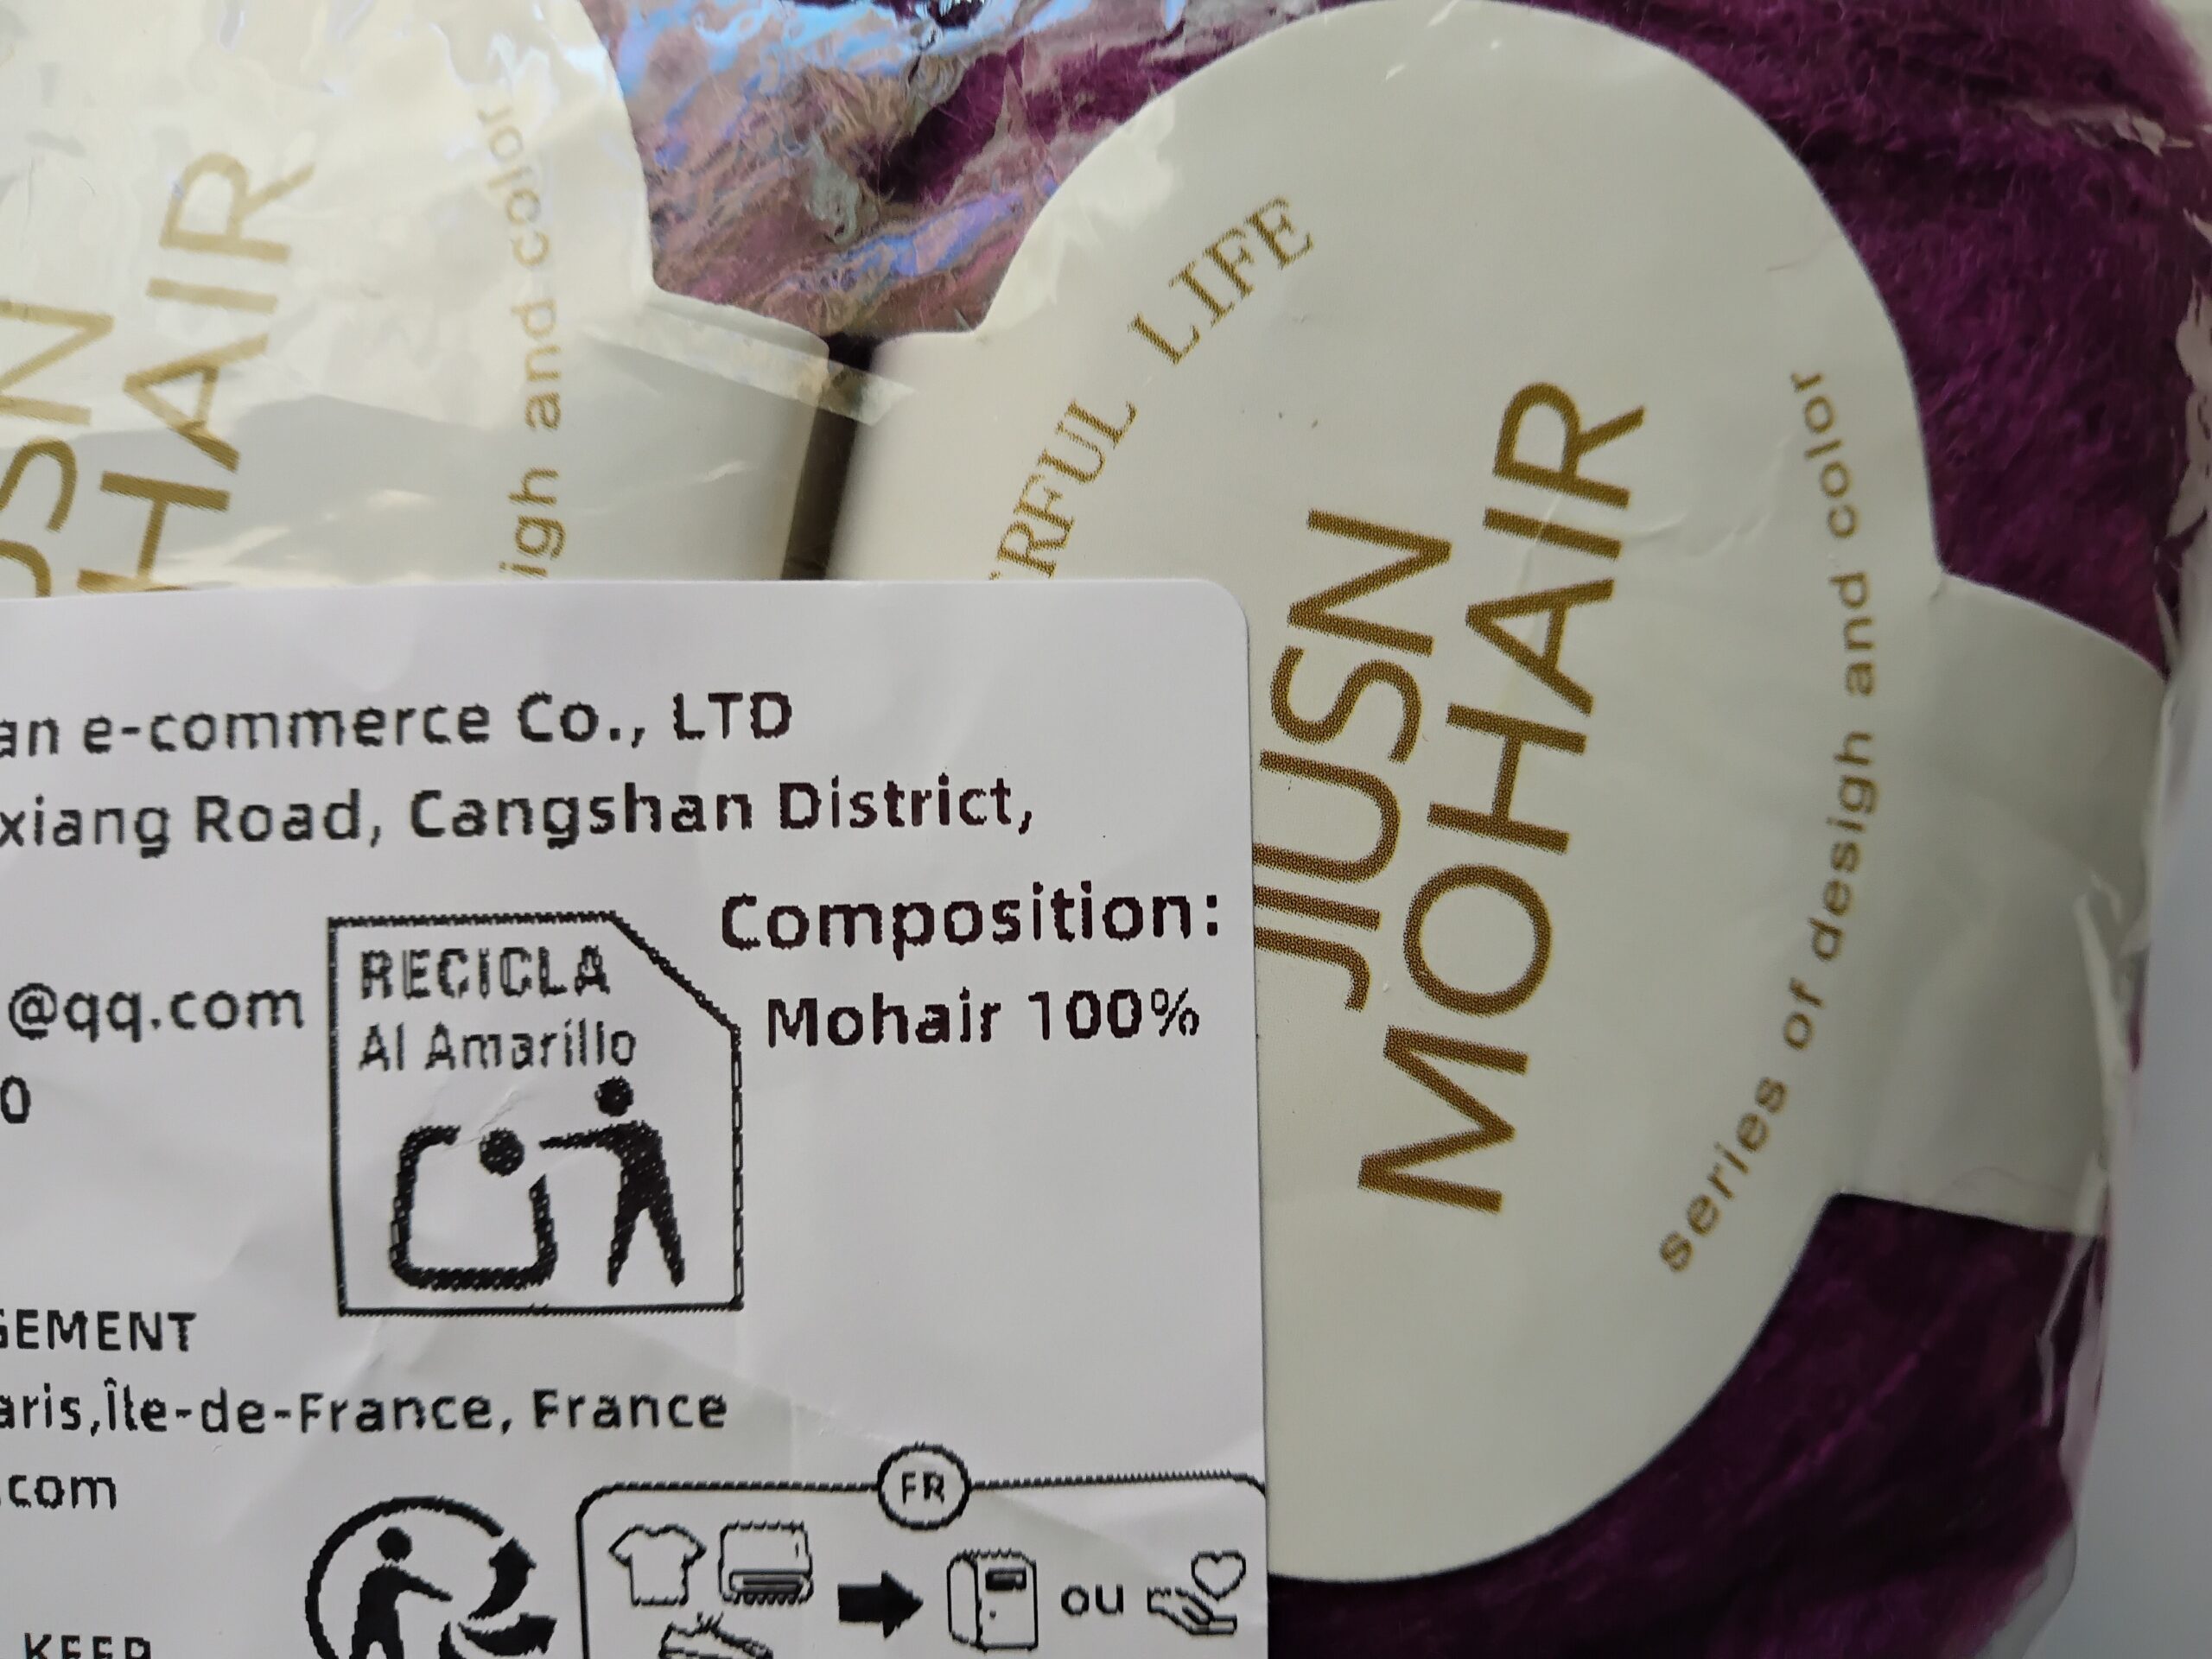 HAIR
igh and color
RFUL LIFE
JIUSN
MOHAIR
series of desigh and color
an e-commerce Co., LTD
xiang Road, Cangshan District,
Composition:
Mohair 100%
@qq.com
0
RECICLA
Al Amarillo
GEMENT
aris,Île-de-France, France
.com
FR
ou
KEEP